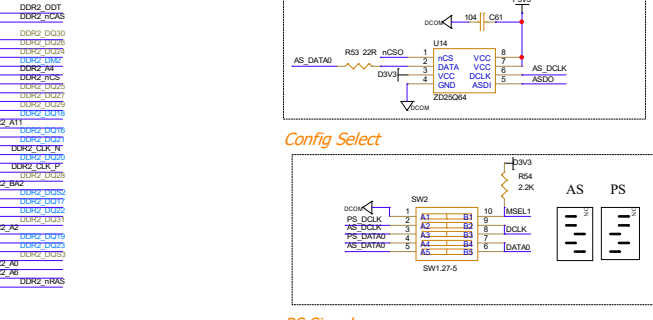 DDR2_ODT
DDR2_nCAS
DDR2_DQ30
DDR2_DQ26
DDR2_DQ24
DDR2_DM2
DDR2_A4
DDR2_nCS
DDR2_DQ25
DDR2_DQ27
DDR2_DQ29
DDR2_DQ18
2_A11
DDR2_DQ16
DDR2_DQ21
DDR2_CLK_N
DDR2_DQ20
DDR2_CLK_P
DDR2_DQ28
2_BA2
DDR2_DQS2
DDR2_DQ17
DDR2_DQ22
DDR2_DQ31
2_A2
DDR2_DQ19
DDR2_DQ23
DDR2_DQS3
2_A0
2_A6
DDR2_nRAS
DCOM 104 C61
U14
AS_DATA0 R53 22R nCSO 1 nCS VCC 8
2 DATA VCC 7
D3V3 3 VCC DCLK 6 AS_DCLK
4 GND ASDI 5 ASDO
DCOM ZD25Q64
Config Select
D3V3
R54
2.2K
AS PS
SW2
DCOM 1 A1 B1 10 MSEL1
PS_DCLK 2 A2 B2 9
AS_DCLK 3 A3 B3 8 DCLK
PS_DATA0 4 A4 B4 7
AS_DATA0 5 A5 B5 6 DATA0
SW1.27-5
ON ON